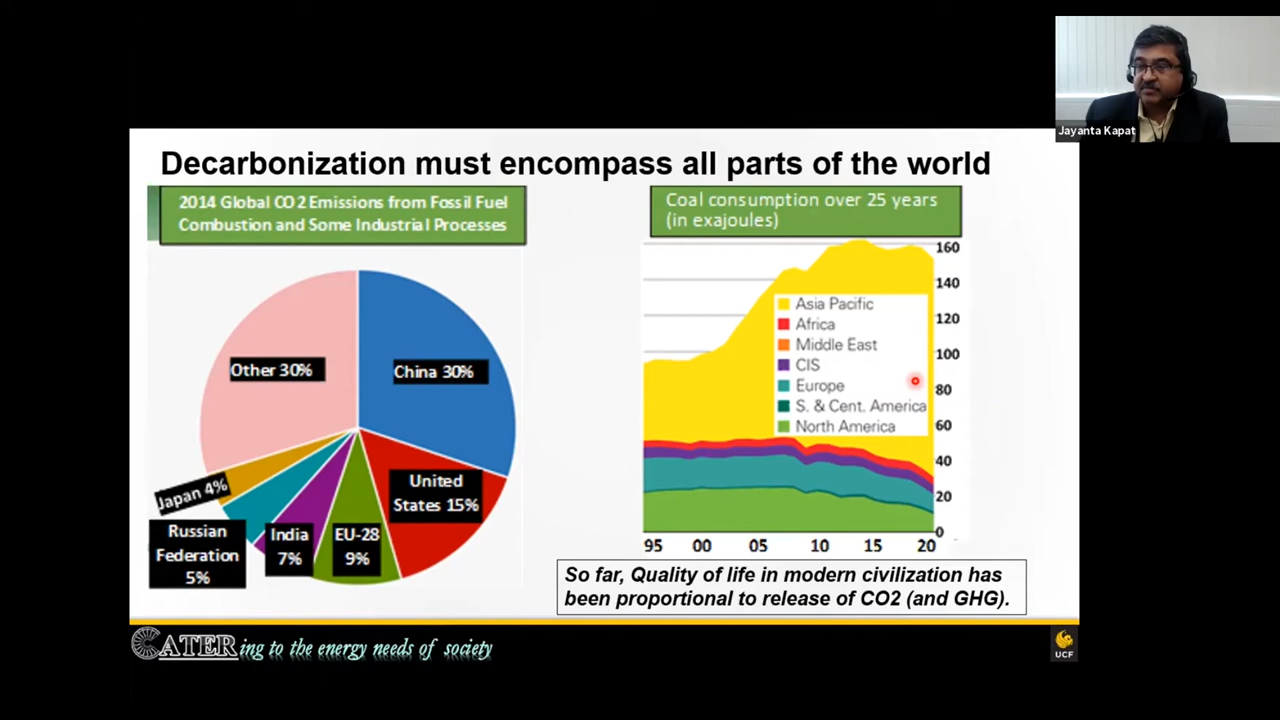 Jayanta Kapat
Decarbonization must encompass all parts of the world
2014 Global CO2 Emissions from Fossil Fuel
Combustion and Some Industrial Processes
Other 30%
China 30%
Japan 4%
United
States 15%
Russian
Federation
5%
India
7%
EU-28
9%
Coal consumption over 25 years
(in exajoules)
160
140
120
100
80
60
40
20
0
Asia Pacific
Africa
Middle East
CIS
Europe
S. & Cent. America
North America
95 00 05 10 15 20
So far, Quality of life in modern civilization has
been proportional to release of CO2 (and GHG).
CATERing to the energy needs of society
UCF